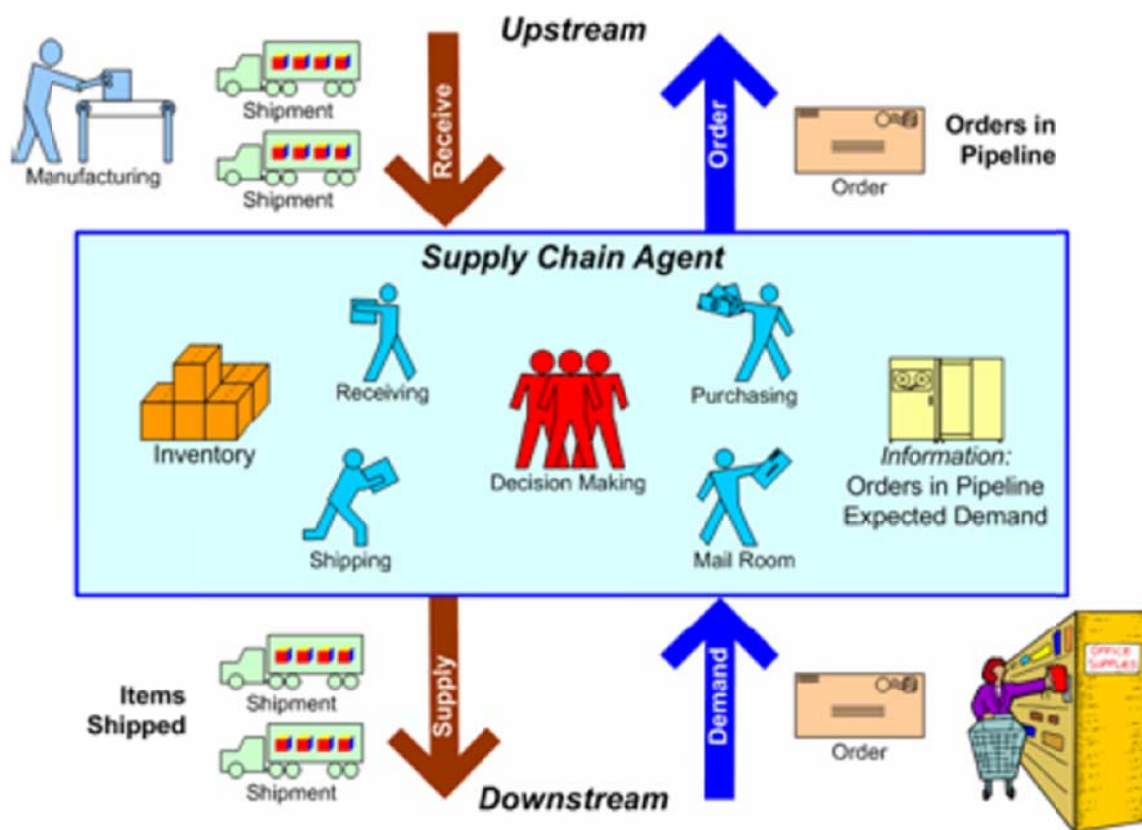 Upstream
Shipment
Receive
Order
Orders in
Pipeline
Manufacturing
Shipment
Order
Supply Chain Agent
Receiving
Purchasing
Inventory
Decision Making
Information:
Orders in Pipeline
Expected Demand
Shipping
Mail Room
Items
Shipped
Shipment
Supply
Demand
OFFICE
SUPPLIES
Order
Shipment
Downstream